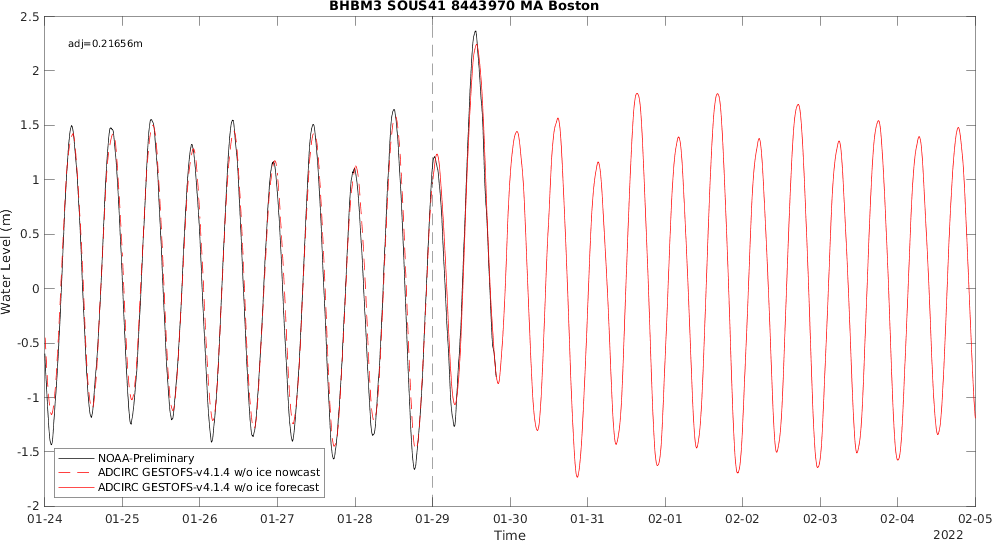 BHBM3 SOUS41 8443970 MA Boston
adj=0.21656m
2.5
2
1.5
1
0.5
0
-0.5
-1
-1.5
-2
Water Level (m)
NOAA-Preliminary
ADCIRC GESTOFS-v4.1.4 w/o ice nowcast
ADCIRC GESTOFS-v4.1.4 w/o ice forecast
01-24 01-25 01-26 01-27 01-28 01-29 01-30 01-31 02-01 02-02 02-03 02-04 02-05
Time
2022